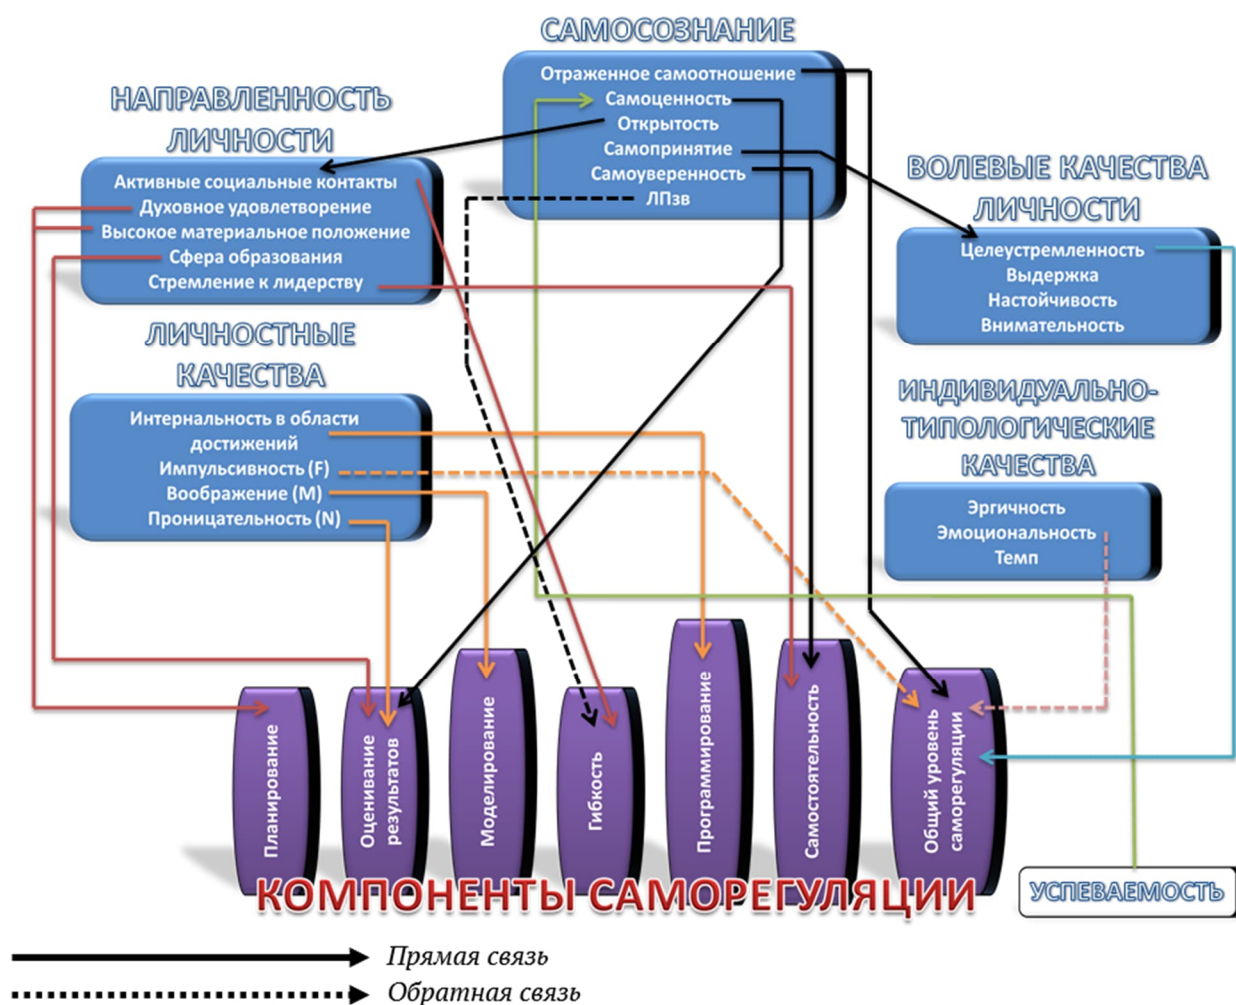 САМОСОЗНАНИЕ
Отраженное самоотношение
Самоценность
Открытость
Самопринятие
Самоуверенность
ЛПзв
НАПРАВЛЕННОСТЬ
ЛИЧНОСТИ
Активные социальные контакты
Духовное удовлетворение
Высокое материальное положение
Сфера образования
Стремление к лидерству
ВОЛЕВЫЕ КАЧЕСТВА
ЛИЧНОСТИ
Целеустремленность
Выдержка
Настойчивость
Внимательность
ЛИЧНОСТНЫЕ
КАЧЕСТВА
Интернальность в области
достижений
Импульсивность (F)
Воображение (M)
Проницательность (N)
ИНДИВИДУАЛЬНО-
ТИПОЛОГИЧЕСКИЕ
КАЧЕСТВА
Эргичность
Эмоциональность
Темп
Планирование
Оценивание
результатов
Моделирование
Гибкость
Программирование
Самостоятельность
Общий уровень
саморегуляции
КОМПОНЕНТЫ САМОРЕГУЛЯЦИИ
УСПЕВАЕМОСТЬ
Прямая связь
Обратная связь